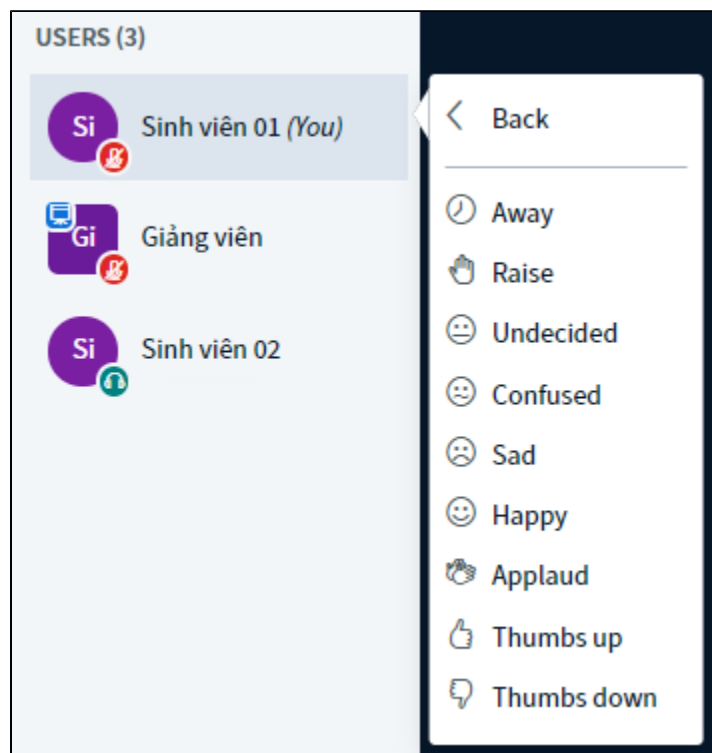 USERS (3)
Si
Sinh viên 01 (You)
Gi
Giảng viên
Si
Sinh viên 02
Back
Away
Raise
Undecided
Confused
Sad
Happy
Applaud
Thumbs up
Thumbs down